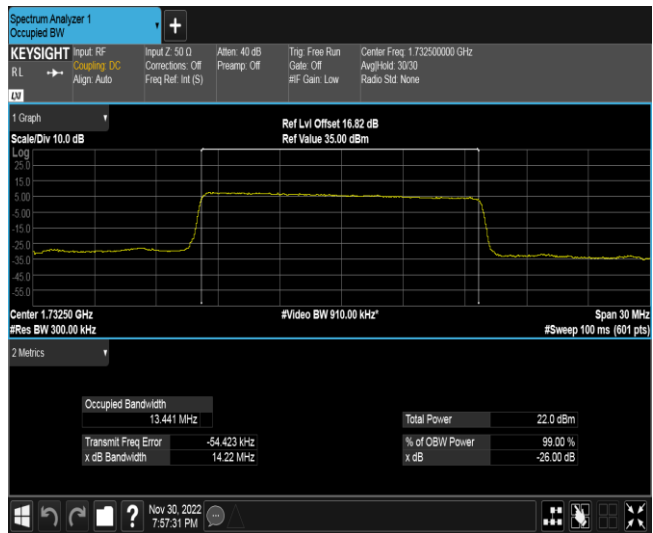 Spectrum Analyzer 1
Occupied BW
+
KEYSIGHT
RL
LXI
Input: RF
Coupling: DC
Align: Auto
Input Z: 50 Ω
Corrections: Off
Freq Ref: Int (S)
Atten: 40 dB
Preamp: Off
Trig: Free Run
Gate: Off
#IF Gain: Low
Center Freq: 1.732500000 GHz
Avg|Hold: 30/30
Radio Std: None
1 Graph
Scale/Div 10.0 dB
Ref Lvl Offset 16.82 dB
Ref Value 35.00 dBm
Log
25.0
15.0
5.00
-5.00
-15.0
-25.0
-35.0
-45.0
-55.0
Center 1.73250 GHz
#Video BW 910.00 kHz*
Span 30 MHz
#Res BW 300.00 kHz
#Sweep 100 ms (601 pts)
2 Metrics
Occupied Bandwidth
13.441 MHz
Total Power 22.0 dBm
Transmit Freq Error -54.423 kHz
% of OBW Power 99.00 %
x dB Bandwidth 14.22 MHz
x dB -26.00 dB
?
Nov 30, 2022
7:57:31 PM